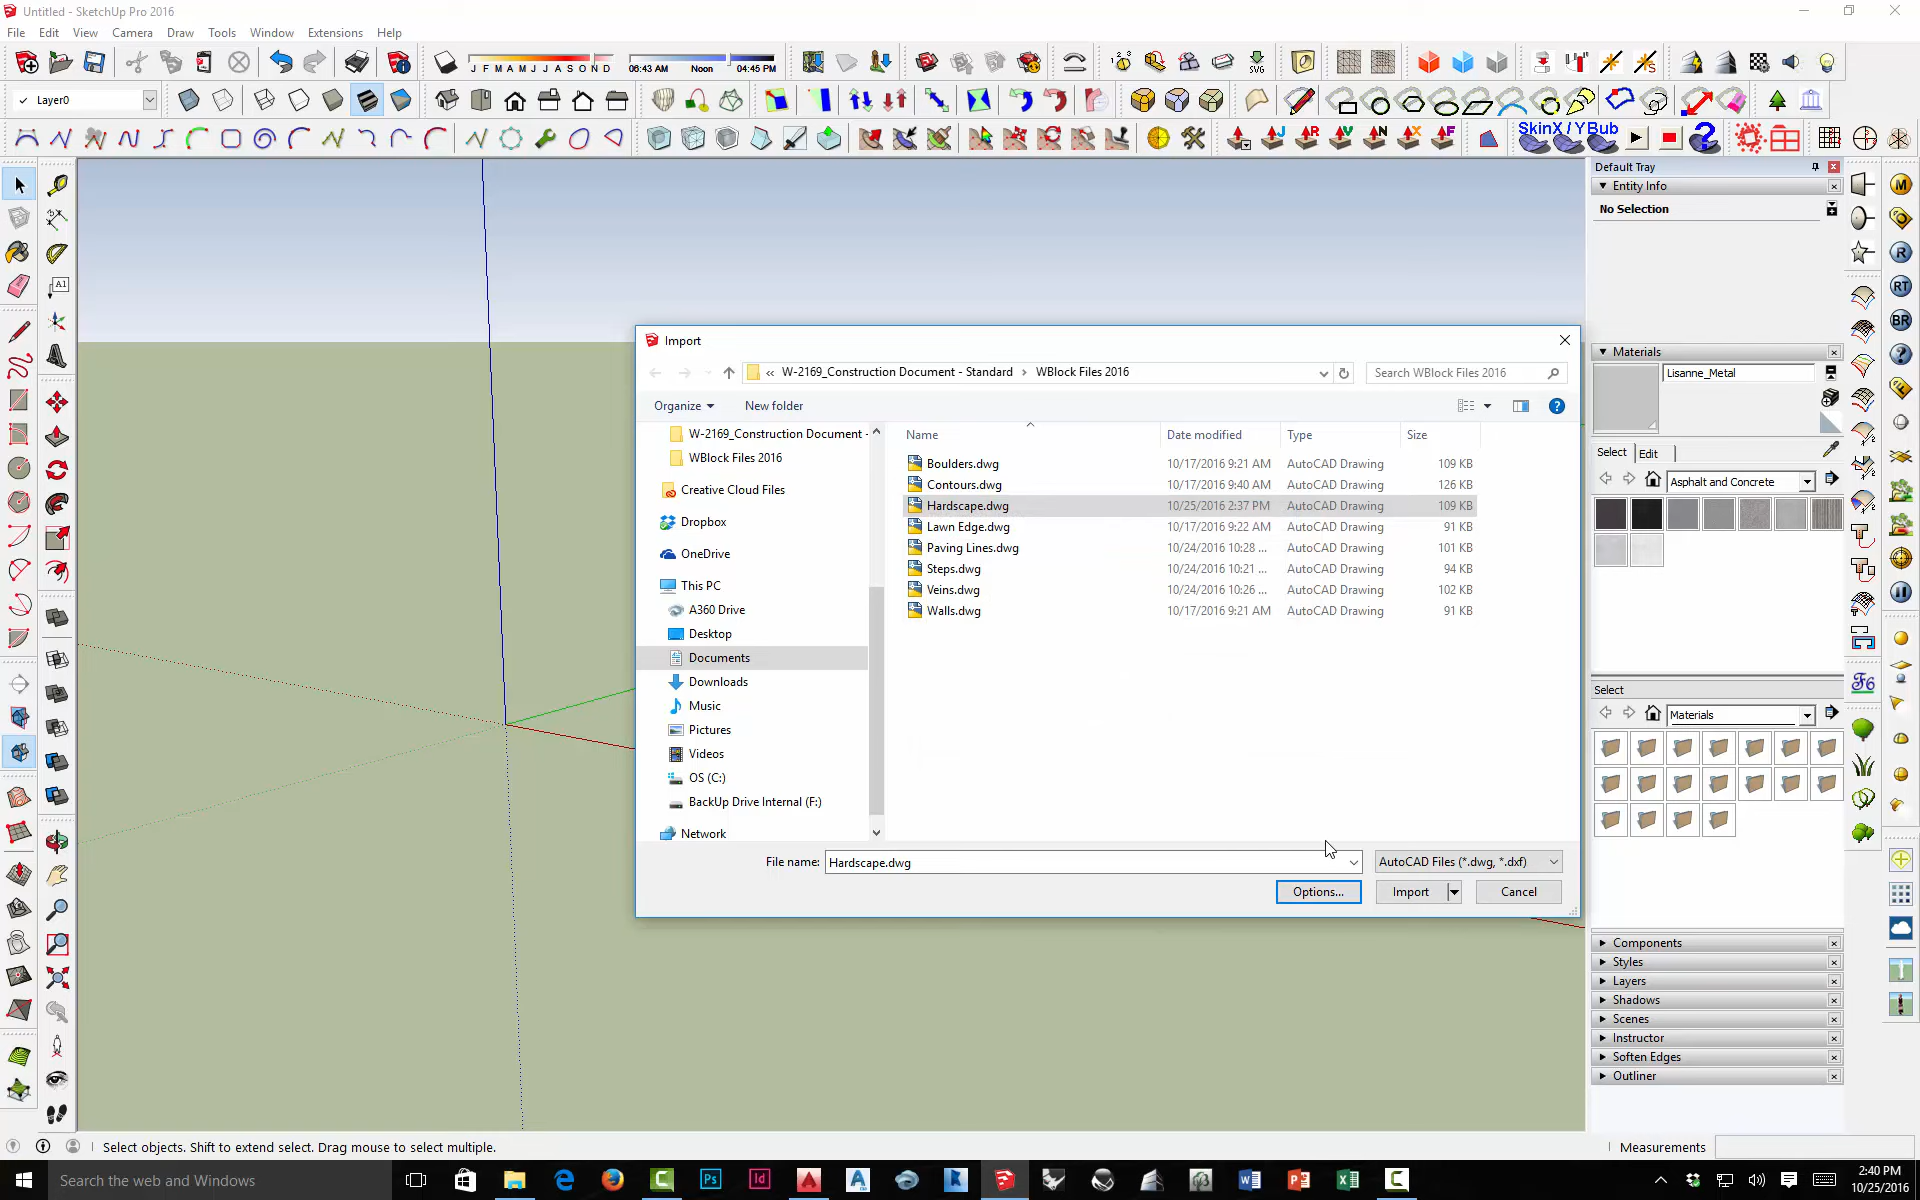 Untitled - SketchUp Pro 2016
File Edit View Camera Draw Tools Window Extensions Help
J F M A M J J A S O N D
06:43 AM Noon 04:45 PM
SVG
Layer0
SkinX / YBub
Default Tray
Entity Info
No Selection
Materials
Lisanne_Metal
Select Edit
Asphalt and Concrete
Select
Materials
Components
Styles
Layers
Shadows
Scenes
Instructor
Soften Edges
Outliner
Import
« W-2169_Construction Document - Standard › WBlock Files 2016
Search WBlock Files 2016
Organize
New folder
W-2169_Construction Document -
WBlock Files 2016
Creative Cloud Files
Dropbox
OneDrive
This PC
A360 Drive
Desktop
Documents
Downloads
Music
Pictures
Videos
OS (C:)
BackUp Drive Internal (F:)
Network
Name Date modified Type Size
Boulders.dwg 10/17/2016 9:21 AM AutoCAD Drawing 109 KB
Contours.dwg 10/17/2016 9:40 AM AutoCAD Drawing 126 KB
Hardscape.dwg 10/25/2016 2:37 PM AutoCAD Drawing 109 KB
Lawn Edge.dwg 10/17/2016 9:22 AM AutoCAD Drawing 91 KB
Paving Lines.dwg 10/24/2016 10:28 ... AutoCAD Drawing 101 KB
Steps.dwg 10/24/2016 10:21 ... AutoCAD Drawing 94 KB
Veins.dwg 10/24/2016 10:26 ... AutoCAD Drawing 102 KB
Walls.dwg 10/17/2016 9:21 AM AutoCAD Drawing 91 KB
File name: Hardscape.dwg
AutoCAD Files (*.dwg, *.dxf)
Options... Import Cancel
M
R
RT
BR
Select objects. Shift to extend select. Drag mouse to select multiple.
Measurements
Search the web and Windows
2:40 PM
10/25/2016